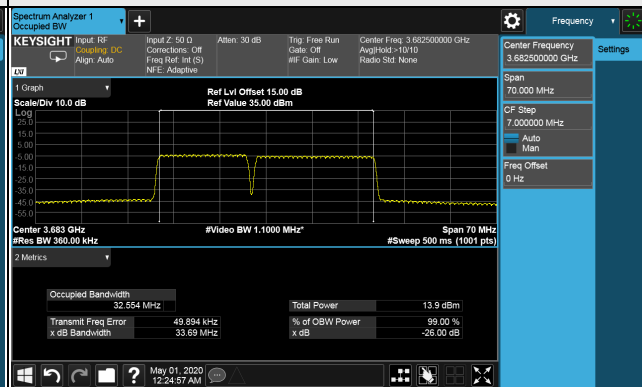 Spectrum Analyzer 1
Occupied BW
Frequency
KEYSIGHT
Input: RF
Coupling: DC
Align: Auto
Input Z: 50 Ω
Corrections: Off
Freq Ref: Int (S)
NFE: Adaptive
Atten: 30 dB
Trig: Free Run
Gate: Off
#IF Gain: Low
Center Freq: 3.682500000 GHz
Avg|Hold:>10/10
Radio Std: None
LXI
Center Frequency
3.682500000 GHz
Settings
Span
70.000 MHz
CF Step
7.000000 MHz
Auto
Man
Freq Offset
0 Hz
1 Graph
Scale/Div 10.0 dB
Ref Lvl Offset 15.00 dB
Ref Value 35.00 dBm
Log
25.0
15.0
5.00
-5.00
-15.0
-25.0
-35.0
-45.0
-55.0
Center 3.683 GHz
#Video BW 1.1000 MHz*
Span 70 MHz
#Res BW 360.00 kHz
#Sweep 500 ms (1001 pts)
2 Metrics
Occupied Bandwidth
32.554 MHz
Total Power 13.9 dBm
Transmit Freq Error 49.894 kHz
% of OBW Power 99.00 %
x dB Bandwidth 33.69 MHz
x dB -26.00 dB
?
May 01, 2020
12:24:57 AM